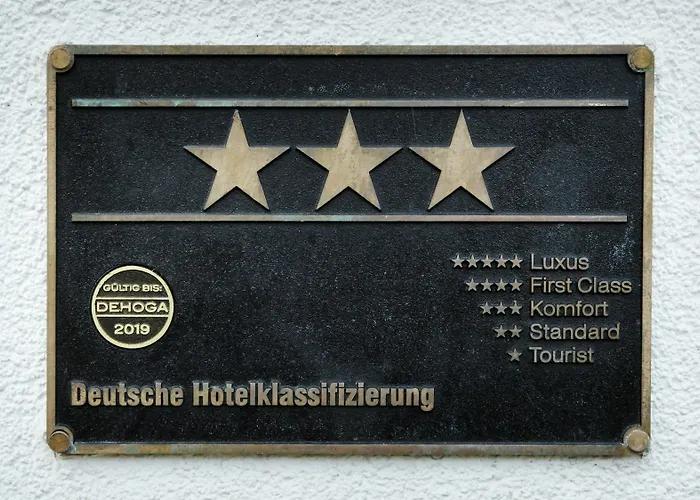 ★★★
★★★★★ Luxus
★★★★ First Class
★★★ Komfort
★★ Standard
★ Tourist
GÜLTIG BIS:
DEHOGA
2019
Deutsche Hotelklassifizierung